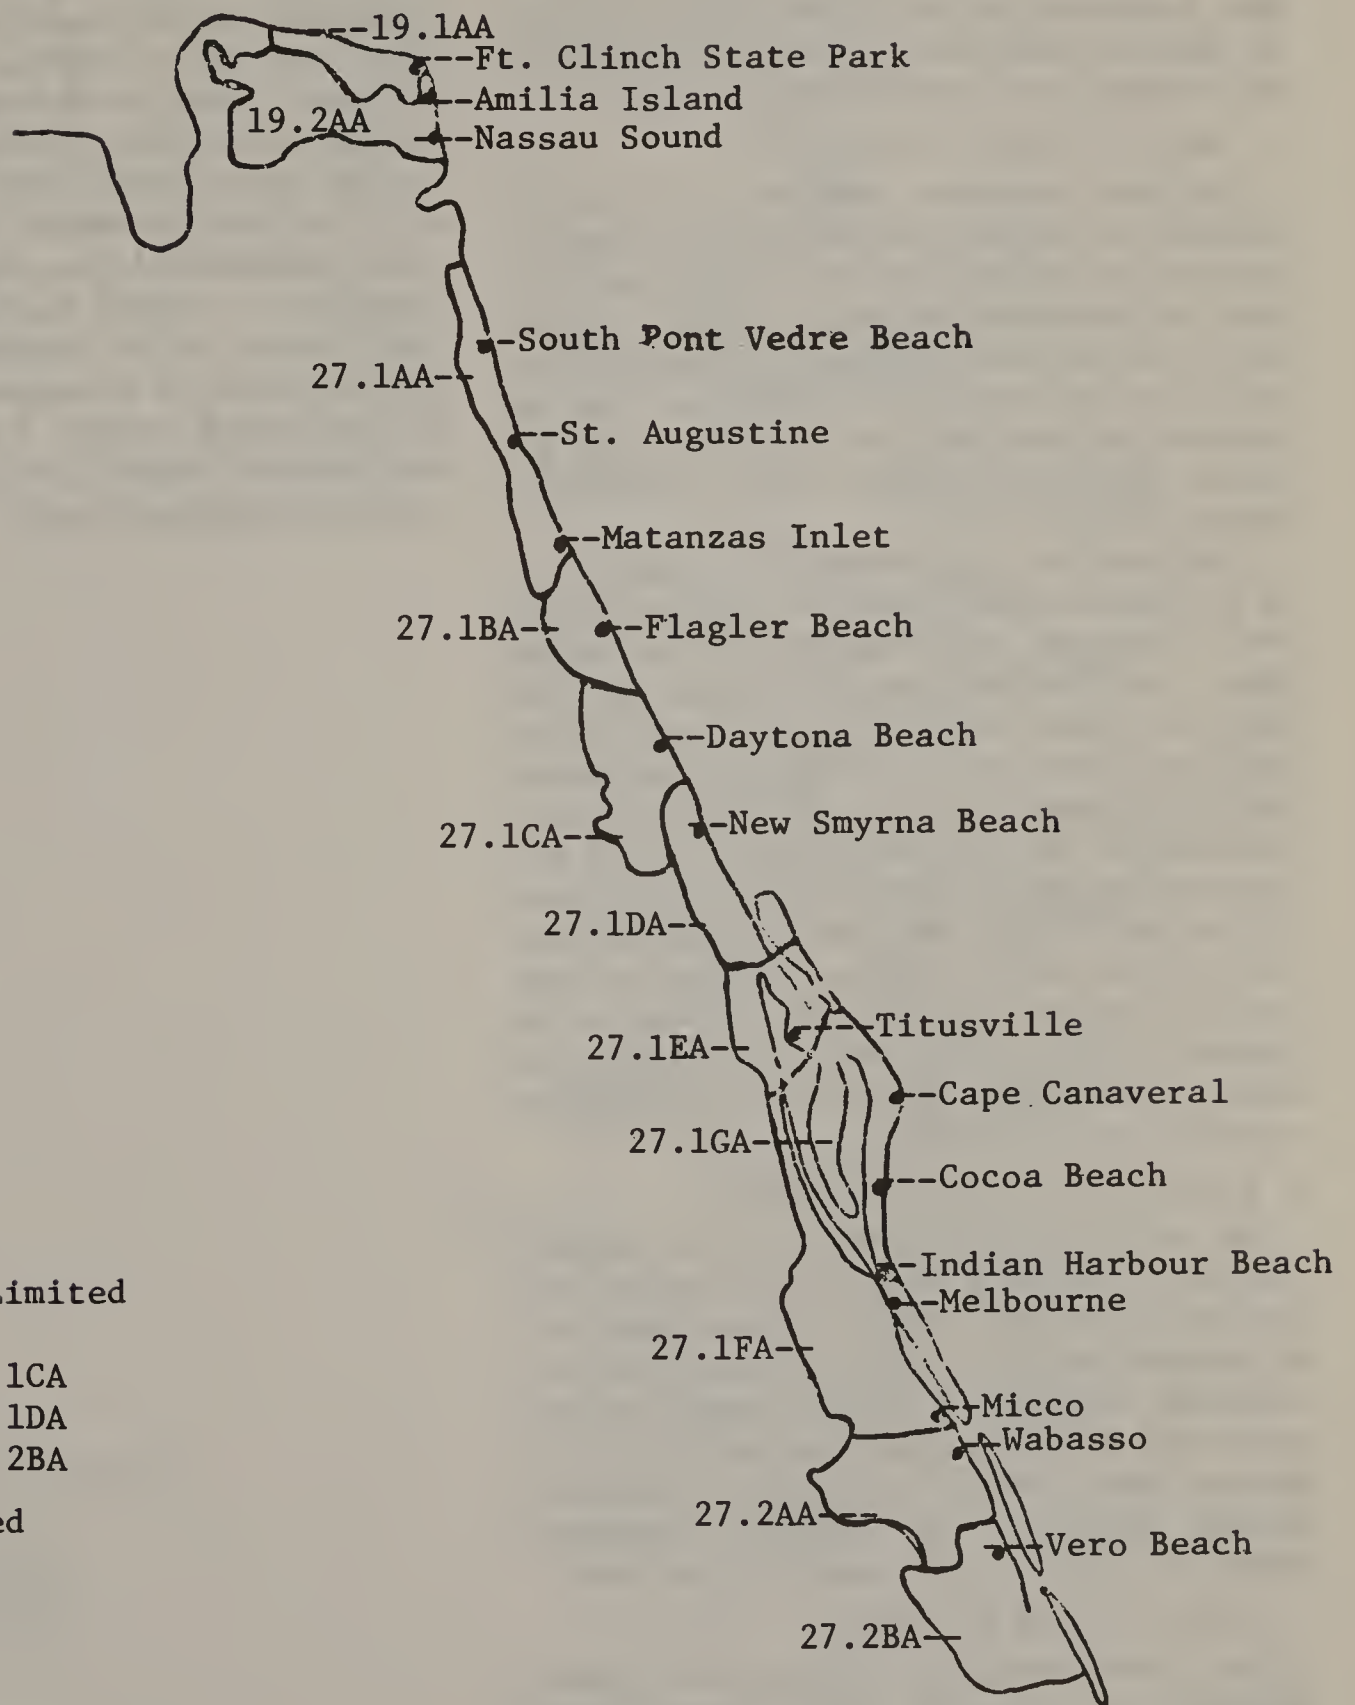 19.1AA
Ft. Clinch State Park
Amilia Island
19.2AA
Nassau Sound
South Pont Vedre Beach
27.1AA
St. Augustine
Matanzas Inlet
27.1BA
Flagler Beach
Daytona Beach
27.1CA
New Smyrna Beach
27.1DA
Titusville
27.1EA
Cape Canaveral
27.1GA
Cocoa Beach
Indian Harbour Beach
Limited
Melbourne
27.1FA
1CA
Micco
1DA
Wabasso
2BA
27.2AA
ed
Vero Beach
27.2BA